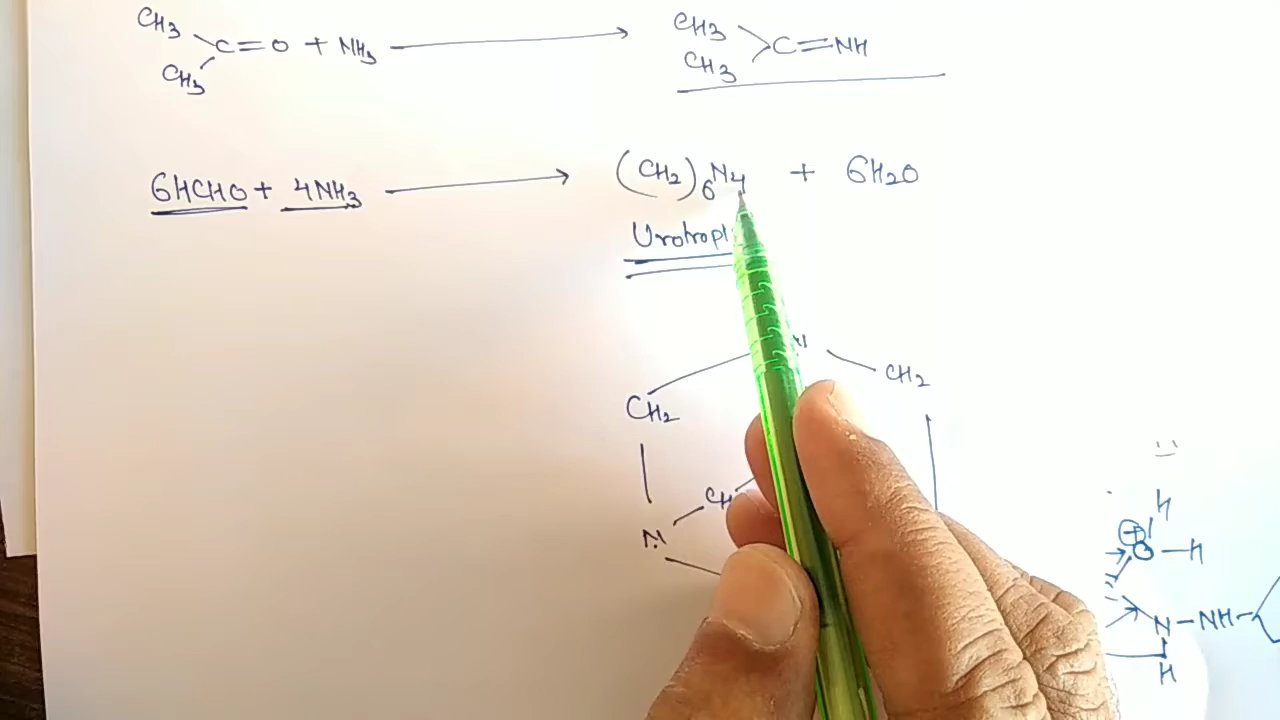 CH3
C=O + NH3 ⟶ C=NH
CH3
CH3
CH3
6HCHO + 4NH3 ⟶ (CH2)6N4 + 6H2O
CH2
CH2
N
⊕
H
O—H
N—NH
H